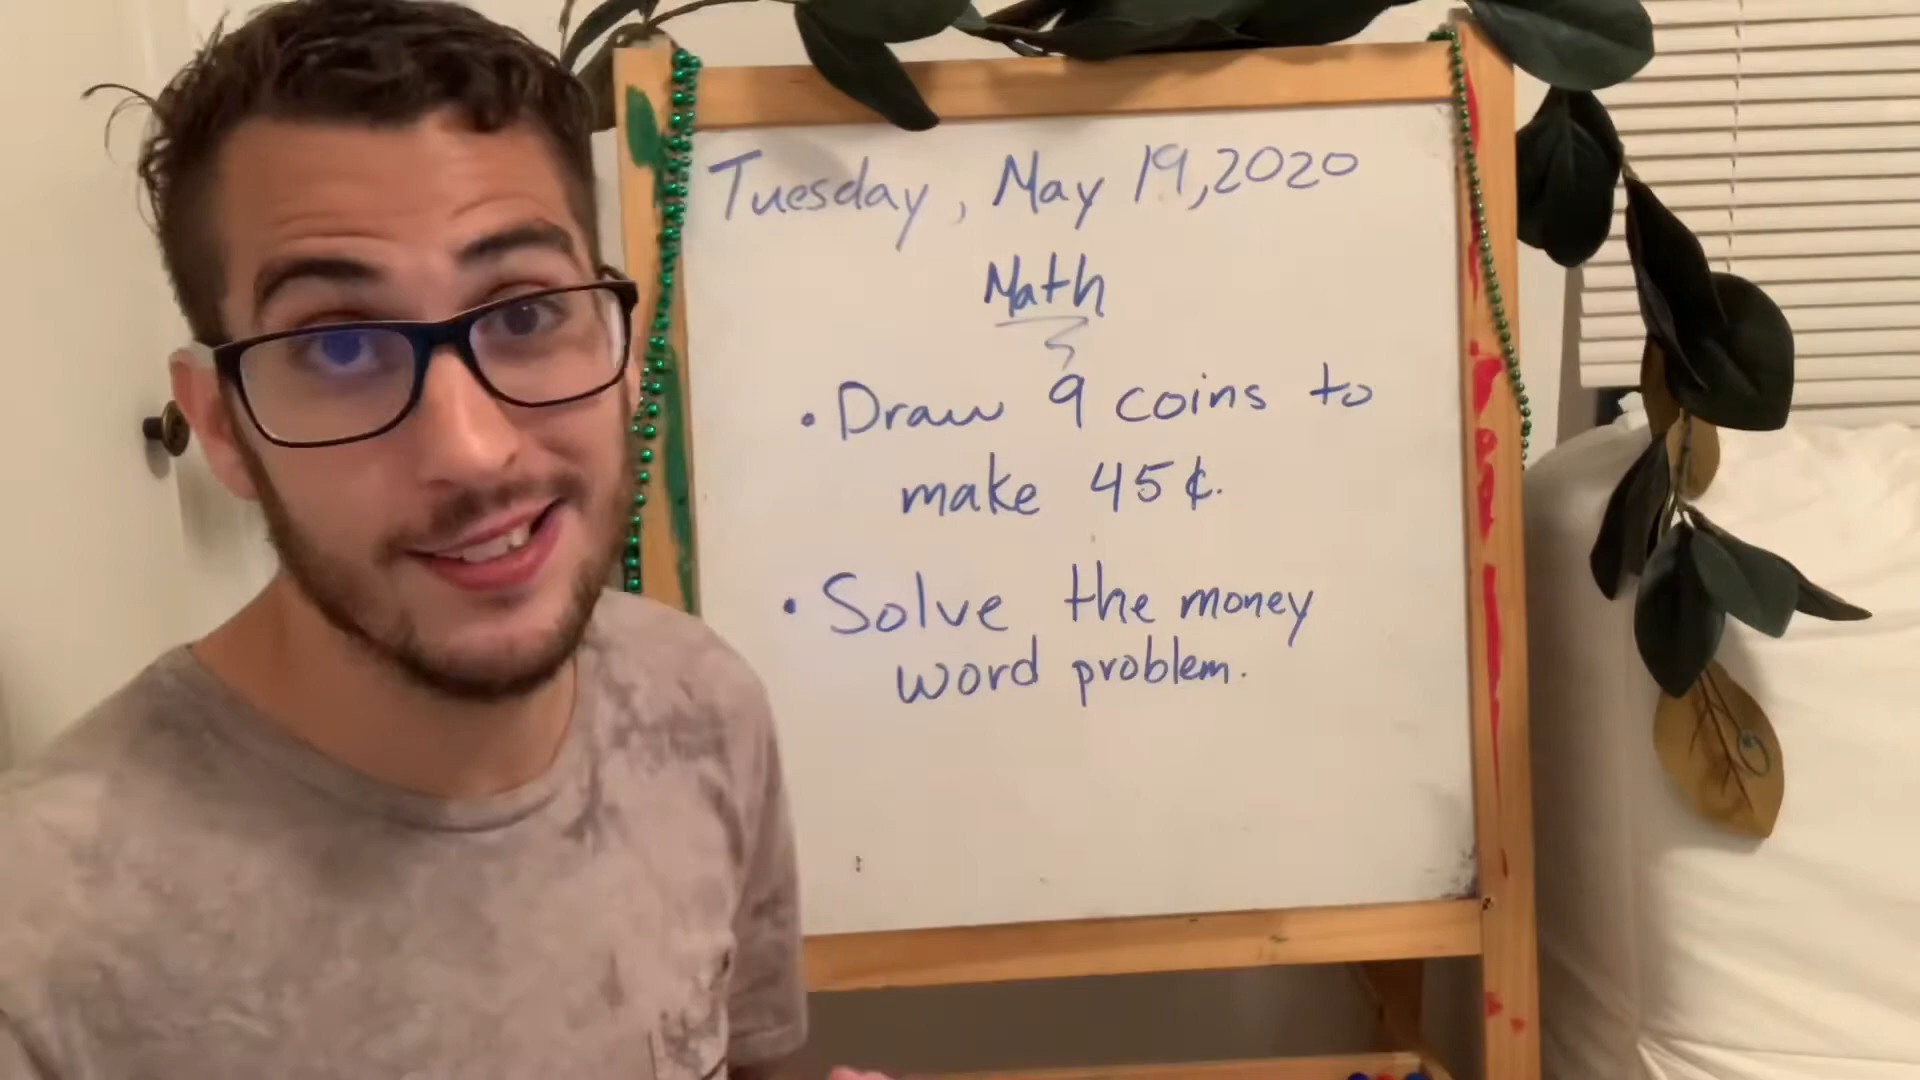 Tuesday, May 19, 2020
Math
• Draw 9 coins to
make 45¢.
• Solve the money
word problem.